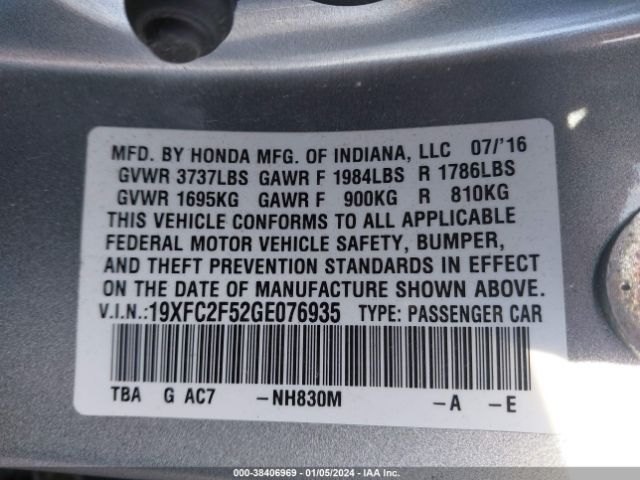 MFD. BY HONDA MFG. OF INDIANA, LLC 07/'16
GVWR 3737LBS GAWR F 1984LBS R 1786LBS
GVWR 1695KG GAWR F 900KG R 810KG
THIS VEHICLE CONFORMS TO ALL APPLICABLE
FEDERAL MOTOR VEHICLE SAFETY, BUMPER,
AND THEFT PREVENTION STANDARDS IN EFFECT
ON THE DATE OF MANUFACTURE SHOWN ABOVE.
V.I.N.: 19XFC2F52GE076935 TYPE: PASSENGER CAR
TBA G AC7 -NH830M -A -E
000-38406969 - 01/05/2024 - IAA Inc.